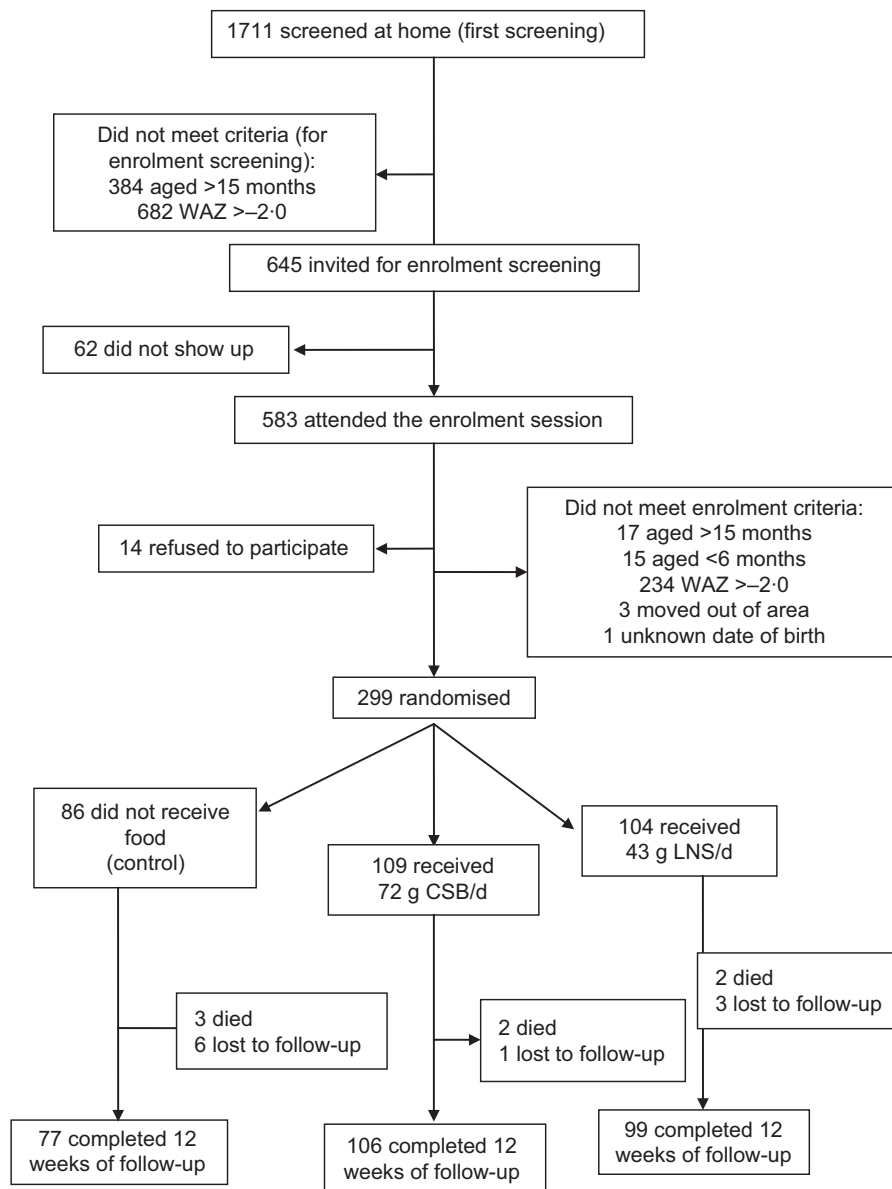 1711 screened at home (first screening)
Did not meet criteria (for
enrolment screening):
384 aged >15 months
682 WAZ >–2·0
645 invited for enrolment screening
62 did not show up
583 attended the enrolment session
14 refused to participate
Did not meet enrolment criteria:
17 aged >15 months
15 aged <6 months
234 WAZ >–2·0
3 moved out of area
1 unknown date of birth
299 randomised
86 did not receive
food
(control)
109 received
72 g CSB/d
104 received
43 g LNS/d
3 died
6 lost to follow-up
2 died
1 lost to follow-up
2 died
3 lost to follow-up
77 completed 12
weeks of follow-up
106 completed 12
weeks of follow-up
99 completed 12
weeks of follow-up